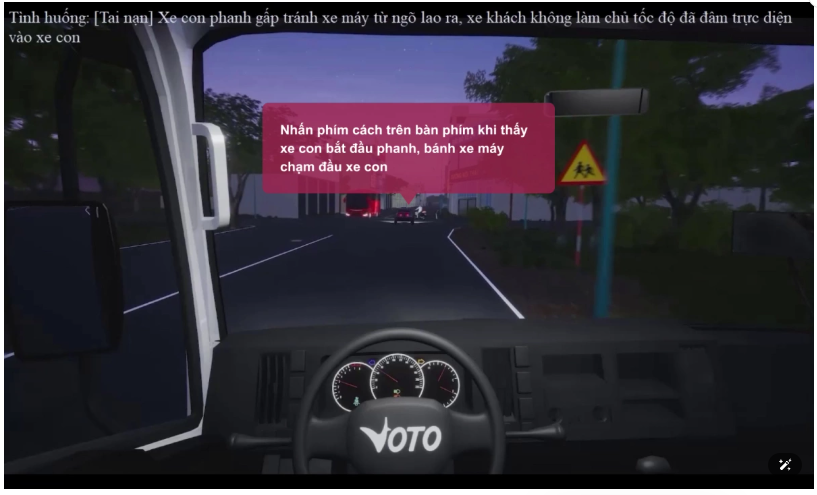 Tình huống: [Tai nạn] Xe con phanh gấp tránh xe máy từ ngõ lao ra, xe khách không làm chủ tốc độ đã đâm trực diện
vào xe con
Nhấn phím cách trên bàn phím khi thấy
xe con bắt đầu phanh, bánh xe máy
chạm đầu xe con
VOTO